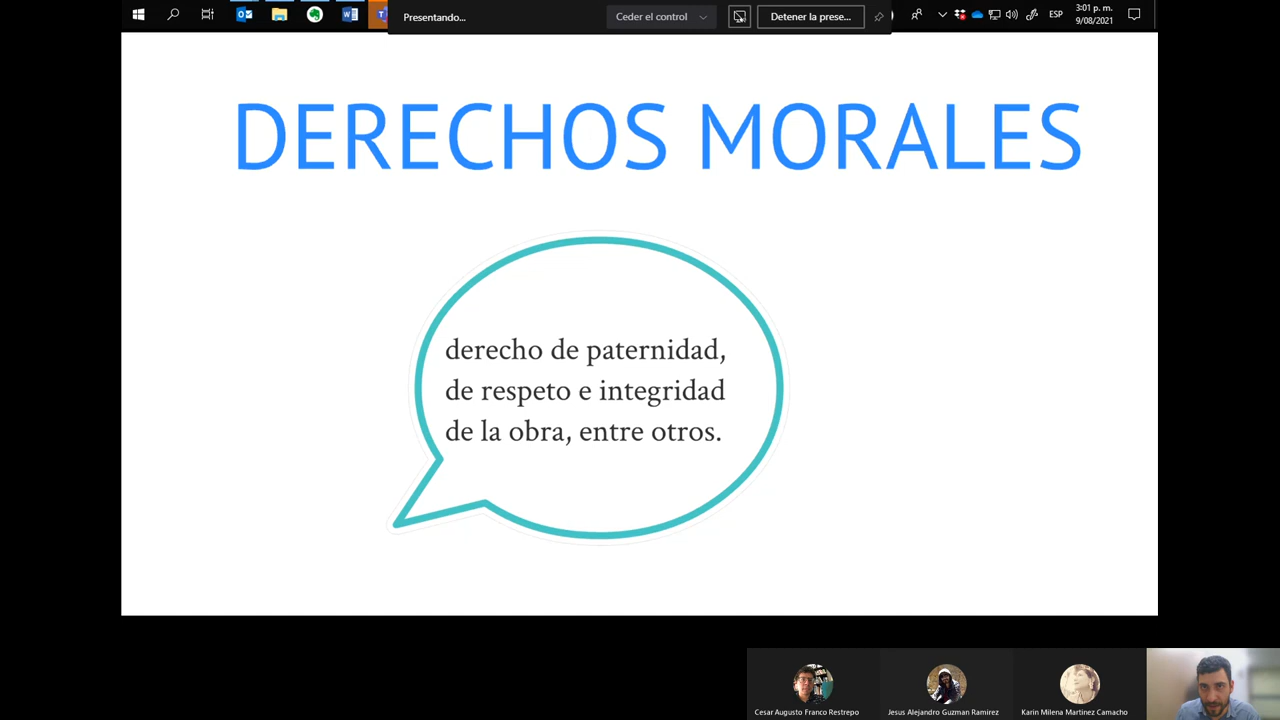 Presentando...
Ceder el control
Detener la prese...
ESP
3:01 p. m.
9/08/2021
DERECHOS MORALES
derecho de paternidad,
de respeto e integridad
de la obra, entre otros.
Cesar Augusto Franco Restrepo
Jesus Alejandro Guzman Ramirez
Karin Milena Martinez Camacho